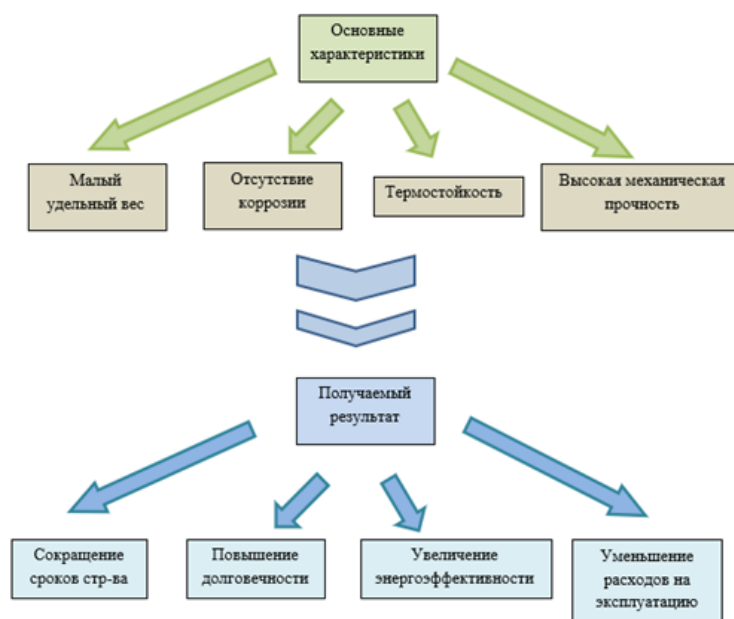 Основные
характеристики
Малый
удельный вес
Отсутствие
коррозии
Термостойкость
Высокая механическая
прочность
Получаемый
результат
Сокращение
сроков стр-ва
Повышение
долговечности
Увеличение
энергоэффективности
Уменьшение
расходов на
эксплуатацию